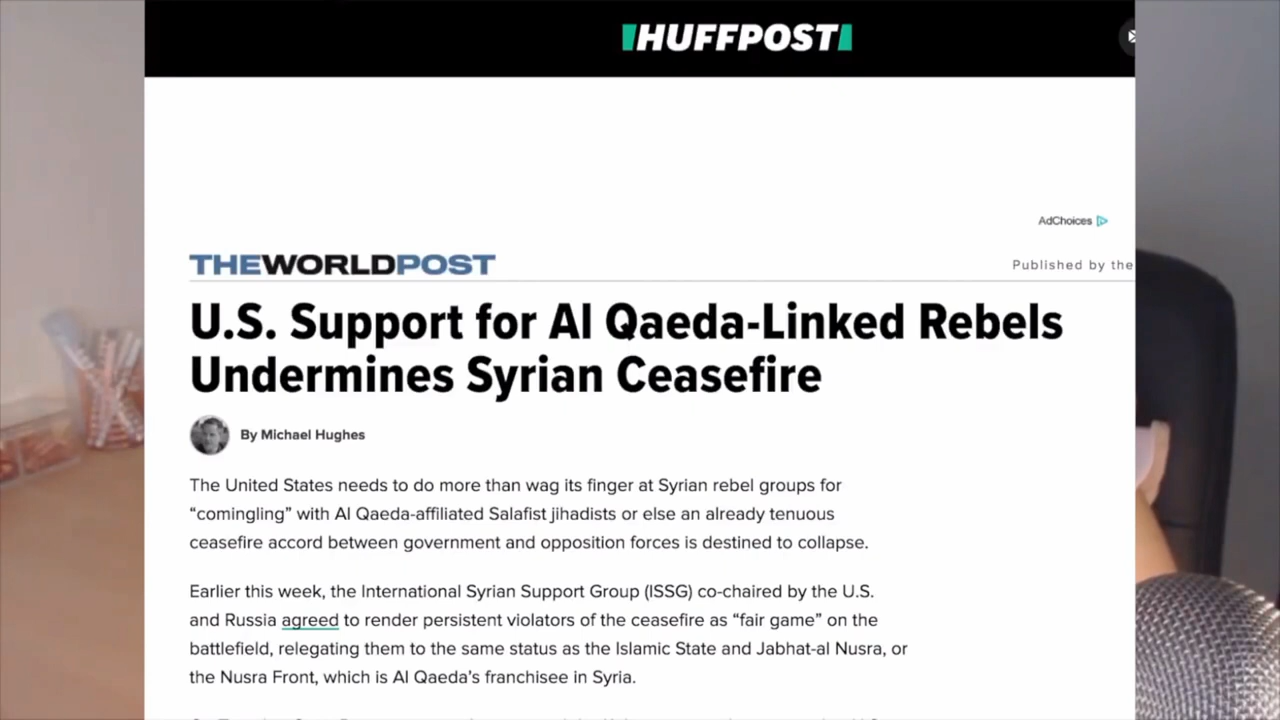 HUFFPOST
AdChoices
THEWORLDPOST
Published by the
U.S. Support for Al Qaeda-Linked Rebels
Undermines Syrian Ceasefire
By Michael Hughes
The United States needs to do more than wag its finger at Syrian rebel groups for
“comingling” with Al Qaeda-affiliated Salafist jihadists or else an already tenuous
ceasefire accord between government and opposition forces is destined to collapse.
Earlier this week, the International Syrian Support Group (ISSG) co-chaired by the U.S.
and Russia agreed to render persistent violators of the ceasefire as “fair game” on the
battlefield, relegating them to the same status as the Islamic State and Jabhat-al Nusra, or
the Nusra Front, which is Al Qaeda’s franchisee in Syria.